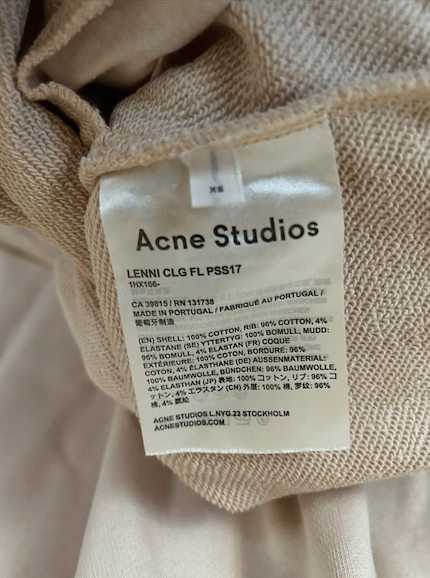 XS
Acne Studios
LENNI CLG FL PSS17
1HX166-
CA 39815 / RN 131738
MADE IN PORTUGAL / FABRIQUÉ AU PORTUGAL /
葡萄牙制造
(EN) SHELL: 100% COTTON, RIB: 96% COTTON, 4%
ELASTANE (SE) YTTERTYG: 100% BOMULL, MUDD:
96% BOMULL, 4% ELASTAN (FR) COQUE
EXTÉRIEURE: 100% COTON, BORDURE: 96%
COTON, 4% ÉLASTHANE (DE) AUSSENMATERIAL:
100% BAUMWOLLE, BÜNDCHEN: 96% BAUMWOLLE,
4% ELASTHAN (JP) 表地: 100% コットン, リブ: 96% コ
ットン, 4% エラスタン (CN) 外层: 100% 棉, 罗纹: 96%
棉, 4% 氨纶
ACNE STUDIOS L.NYG.23 STOCKHOLM
ACNESTUDIOS.COM